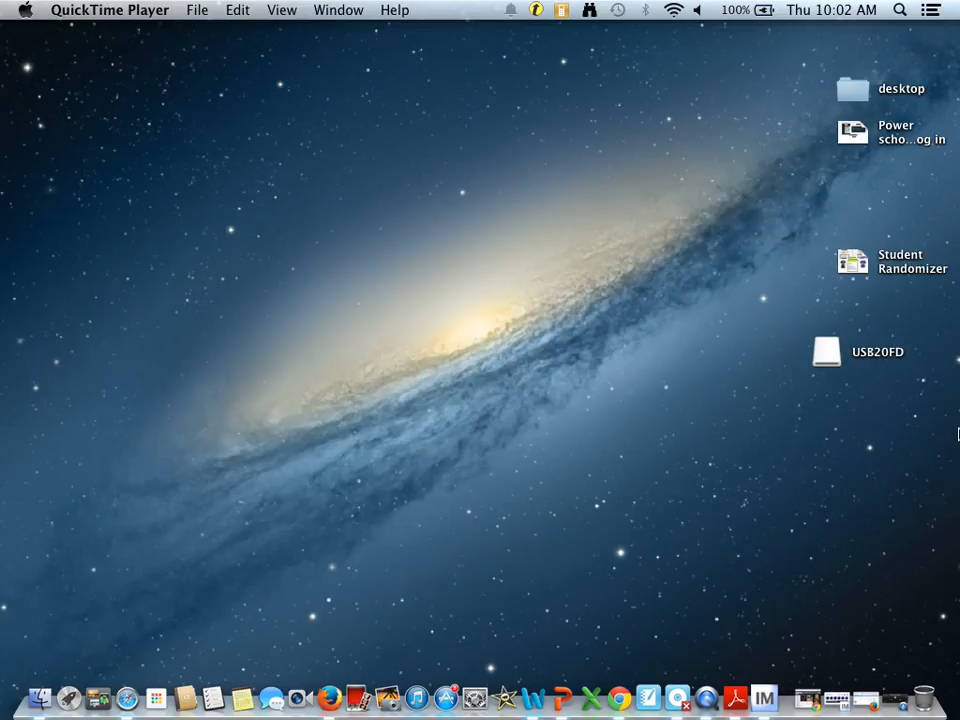 QuickTime Player File Edit View Window Help 100% Thu 10:02 AM
desktop
Power
scho...og in
Student
Randomizer
USB20FD
IM